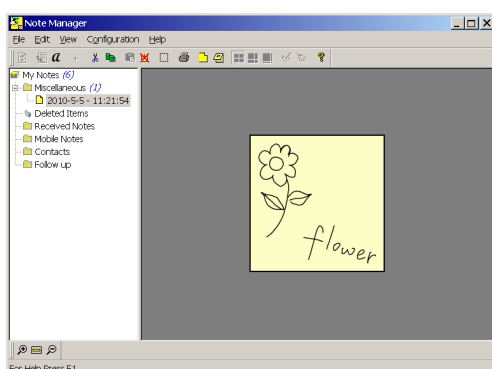 Note Manager
File Edit View Configuration Help
My Notes (6)
Miscellaneous (1)
2010-5-5 - 11:21:54
Deleted Items
Received Notes
Mobile Notes
Contacts
Follow up
flower
For Help Press F1